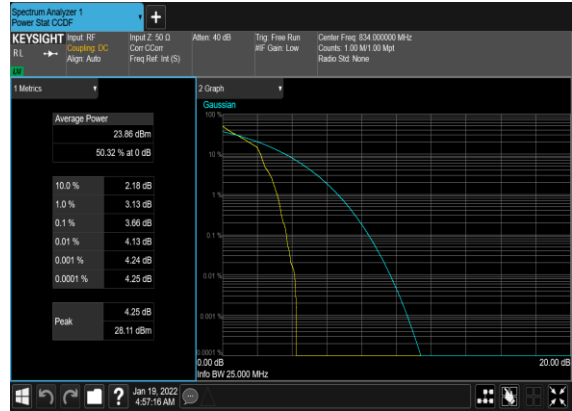 Spectrum Analyzer 1
Power Stat CCDF
KEYSIGHT
RL
Input: RF
Coupling: DC
Align: Auto
Input Z: 50 Ω
Corr CCorr
Freq Ref: Int (S)
Atten: 40 dB
Trig: Free Run
#IF Gain: Low
Center Freq: 834.000000 MHz
Counts: 1.00 M/1.00 Mpt
Radio Std: None
1 Metrics
Average Power
23.86 dBm
50.32 % at 0 dB
10.0 % 2.18 dB
1.0 % 3.13 dB
0.1 % 3.66 dB
0.01 % 4.13 dB
0.001 % 4.24 dB
0.0001 % 4.25 dB
Peak
4.25 dB
28.11 dBm
2 Graph
Gaussian
100 %
10 %
1 %
0.1 %
0.01 %
0.001 %
0.0001 %
0.00 dB 20.00 dB
Info BW 25.000 MHz
?
Jan 19, 2022
4:57:16 AM